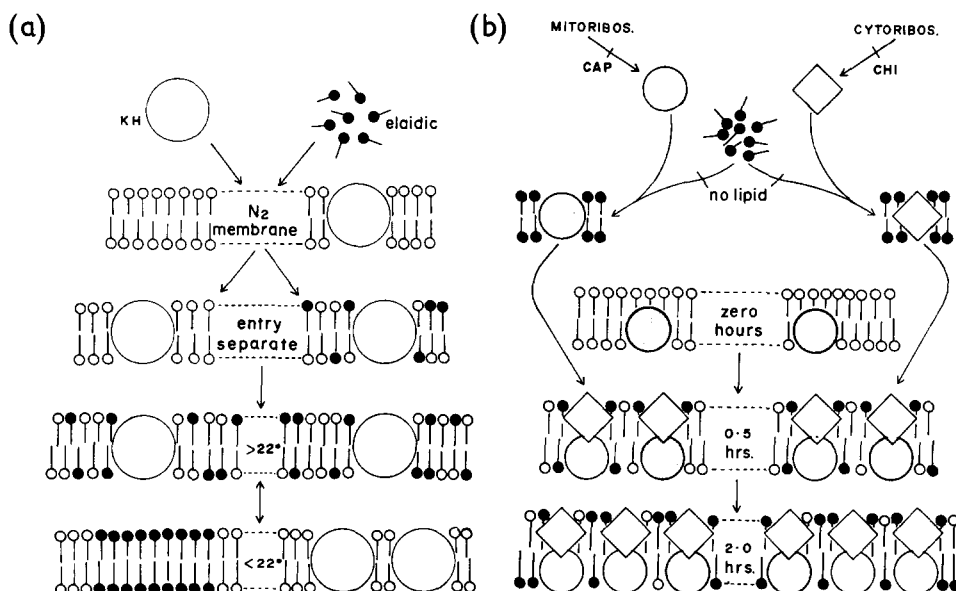 (a)
KH
elaidic
N2
membrane
entry
separate
>22°
<22°
(b)
MITORIBOS.
CAP
CYTORIBOS.
CHI
no lipid
zero
hours
0·5
hrs.
2·0
hrs.